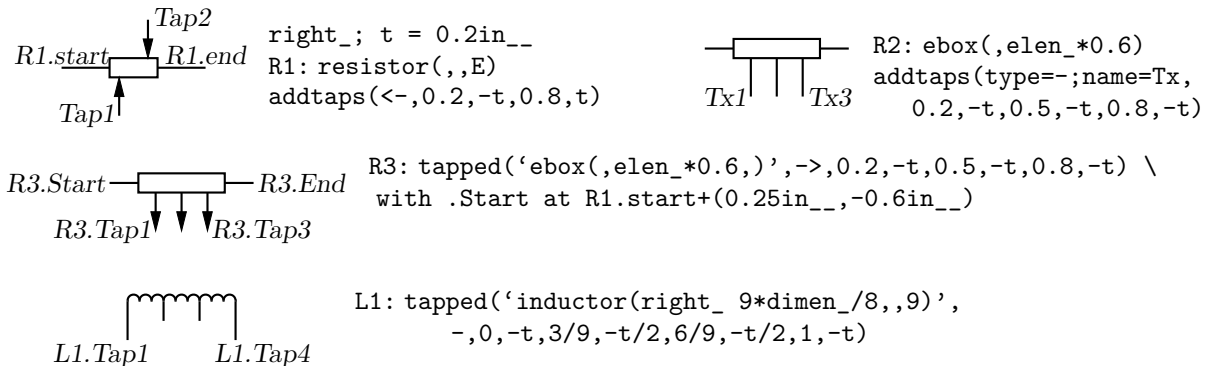 Tap2
R1.start R1.end
Tap1
right_; t = 0.2in__
R1: resistor(,,E)
addtaps(<-,0.2,-t,0.8,t)
Tx1 Tx3
R2: ebox(,elen_*0.6)
addtaps(type=-;name=Tx,
0.2,-t,0.5,-t,0.8,-t)
R3.Start R3.End
R3.Tap1 R3.Tap3
R3: tapped(‘ebox(,elen_*0.6,)’,->,0.2,-t,0.5,-t,0.8,-t) \
with .Start at R1.start+(0.25in__,-0.6in__)
L1.Tap1 L1.Tap4
L1: tapped(‘inductor(right_ 9*dimen_/8,,9)’,
-,0,-t,3/9,-t/2,6/9,-t/2,1,-t)